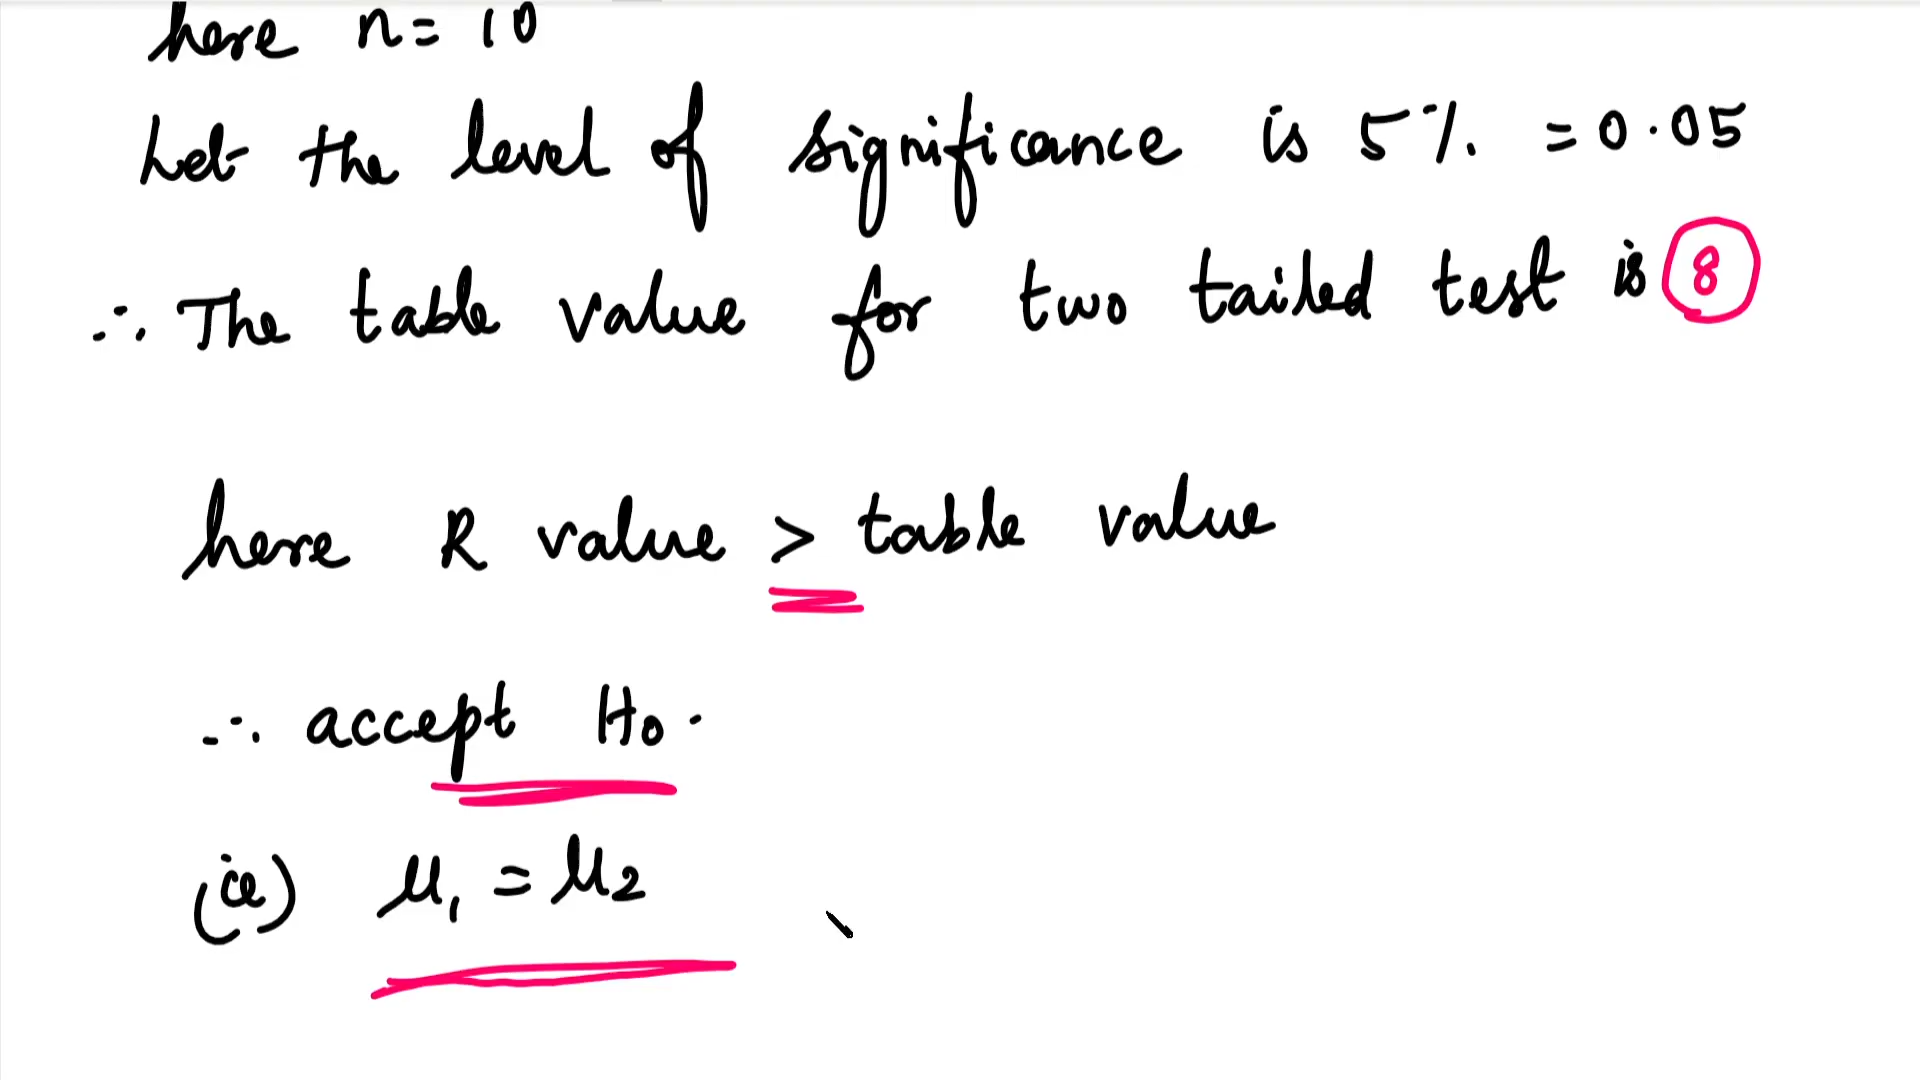 here n = 10
Let the level of significance is 5% = 0.05
∴ The table value for two tailed test is 8
here R value > table value
∴ accept H₀.
(ie) μ₁ = μ₂